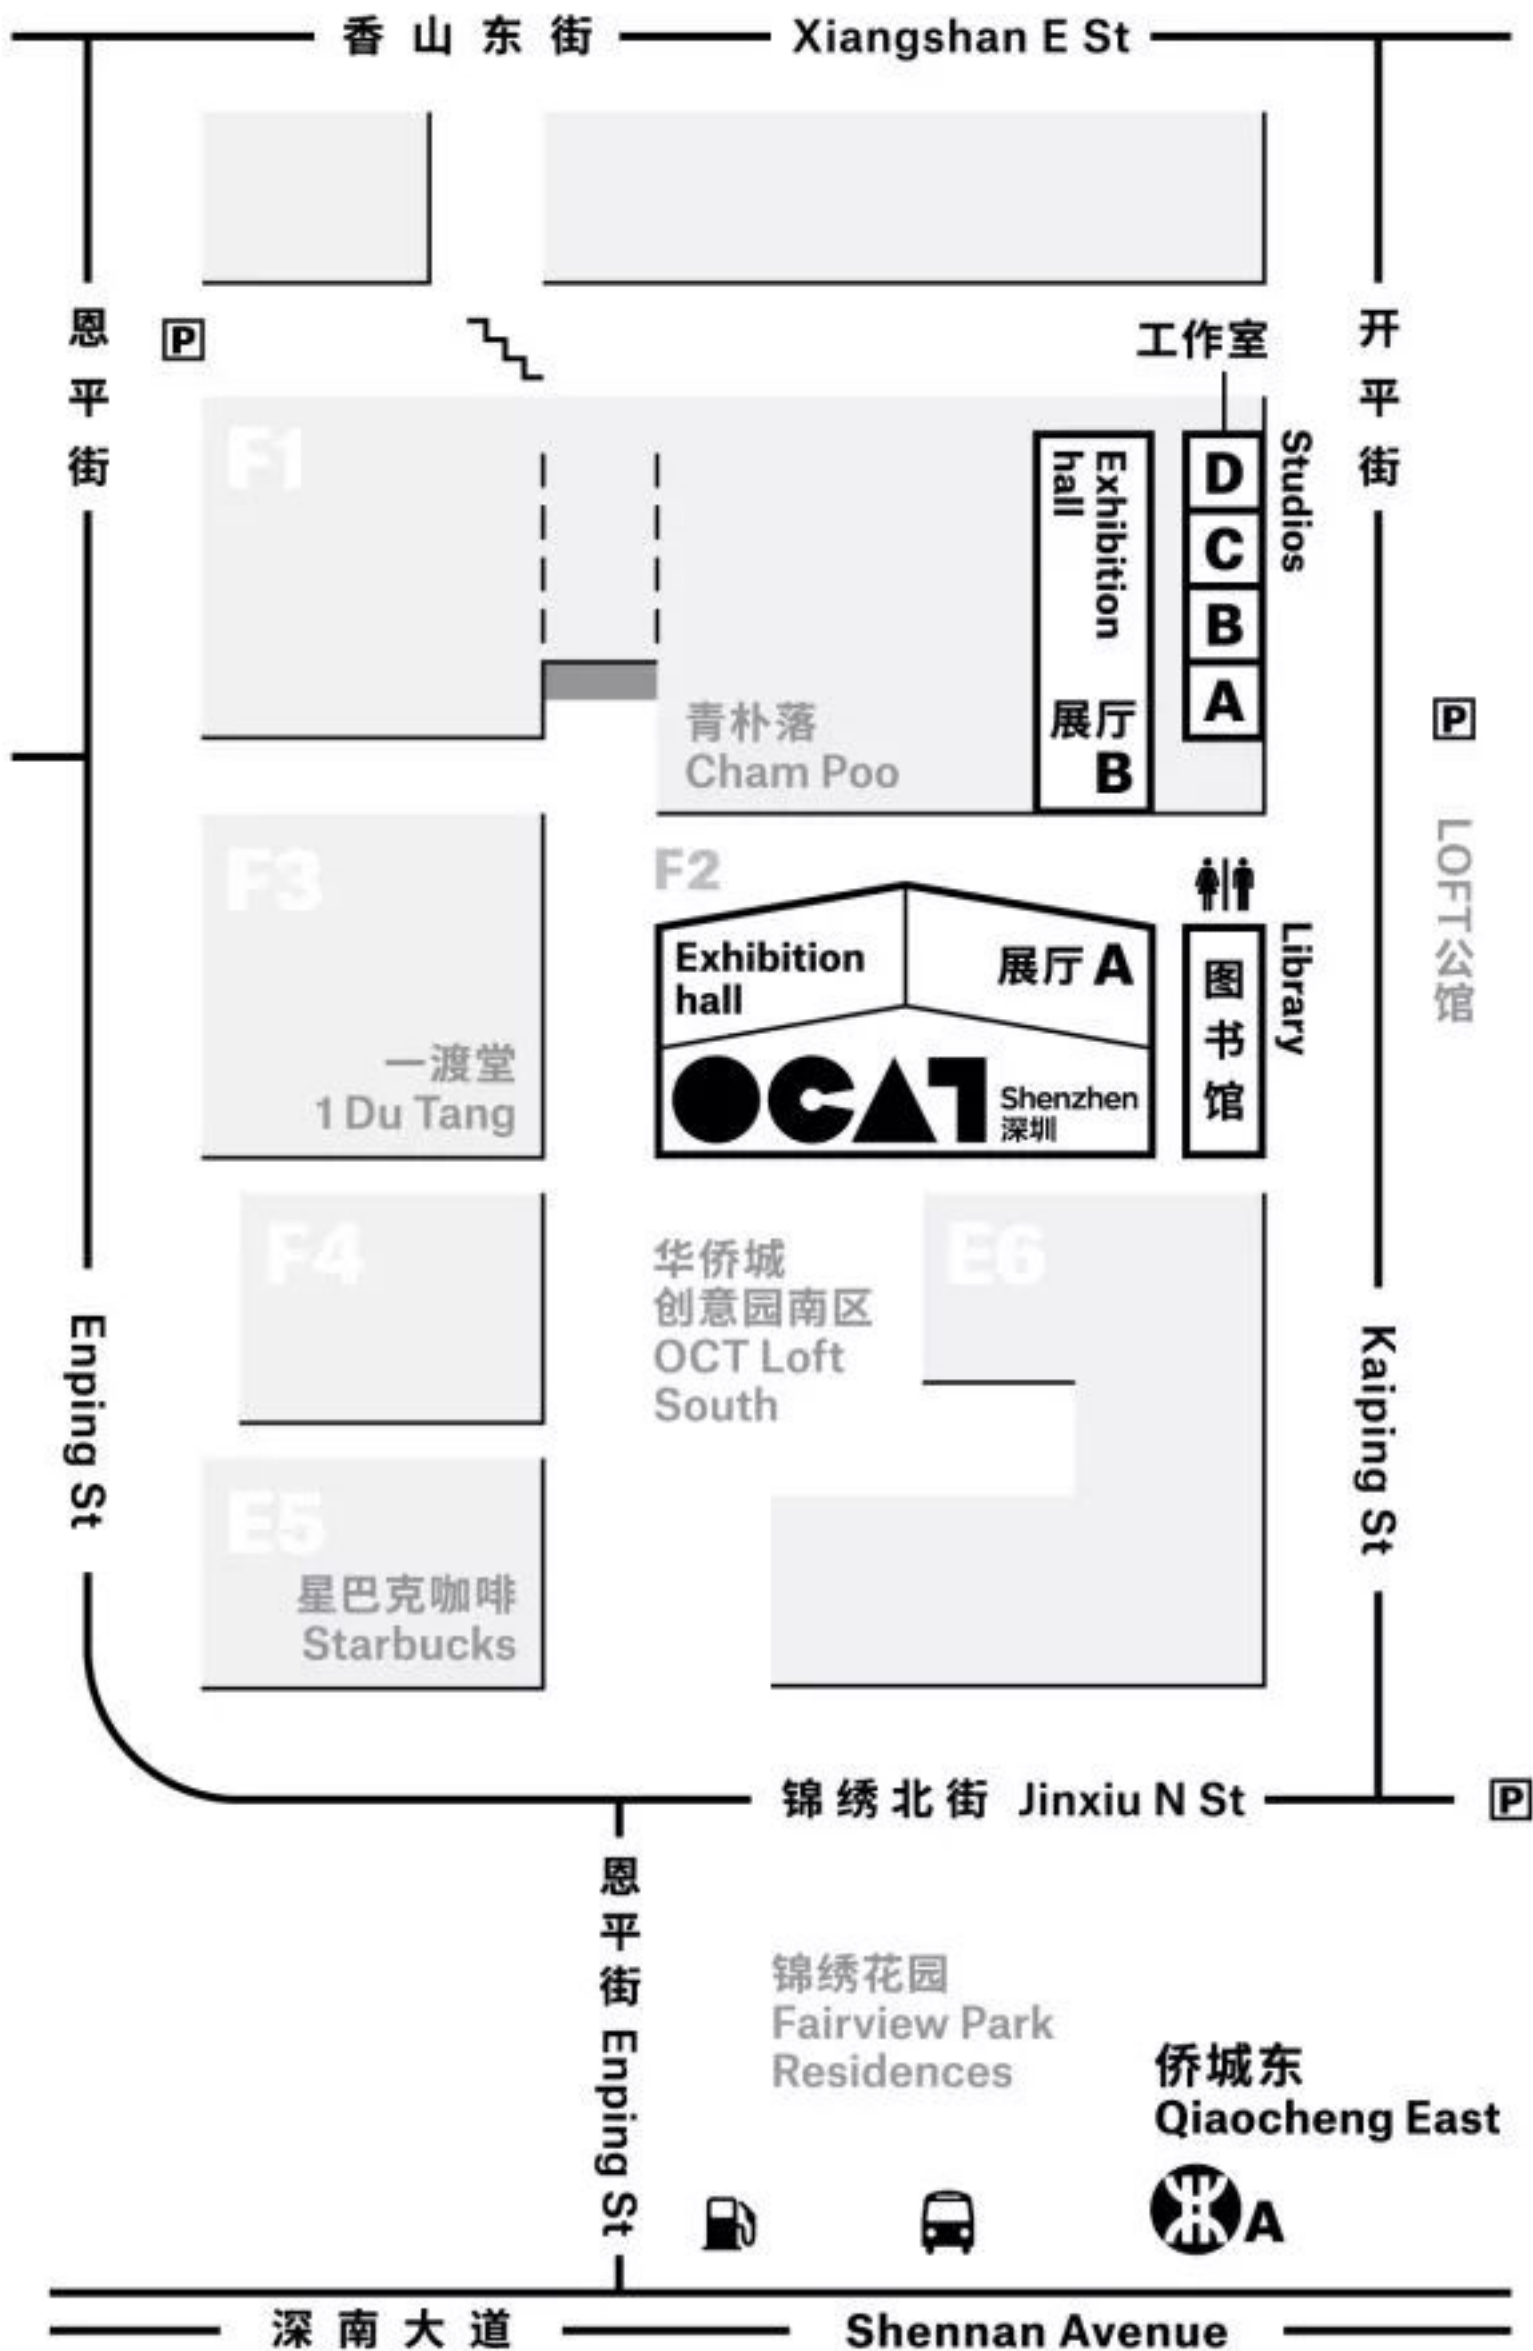 香山东街 Xiangshan E St
恩平街
P
工作室
开平街
F1
Exhibition
hall
展厅
B
D
C
B
A
Studios
青朴落
Cham Poo
P
LOFT公馆
F3
一渡堂
1 Du Tang
F2
Exhibition
hall
展厅 A
OCAT
Shenzhen
深圳
图书馆
Library
F4
华侨城
创意园南区
OCT Loft
South
E6
Enping St
Kaiping St
E5
星巴克咖啡
Starbucks
锦绣北街 Jinxiu N St
P
恩平街 Enping St
锦绣花园
Fairview Park
Residences
侨城东
Qiaocheng East
A
深南大道 Shennan Avenue